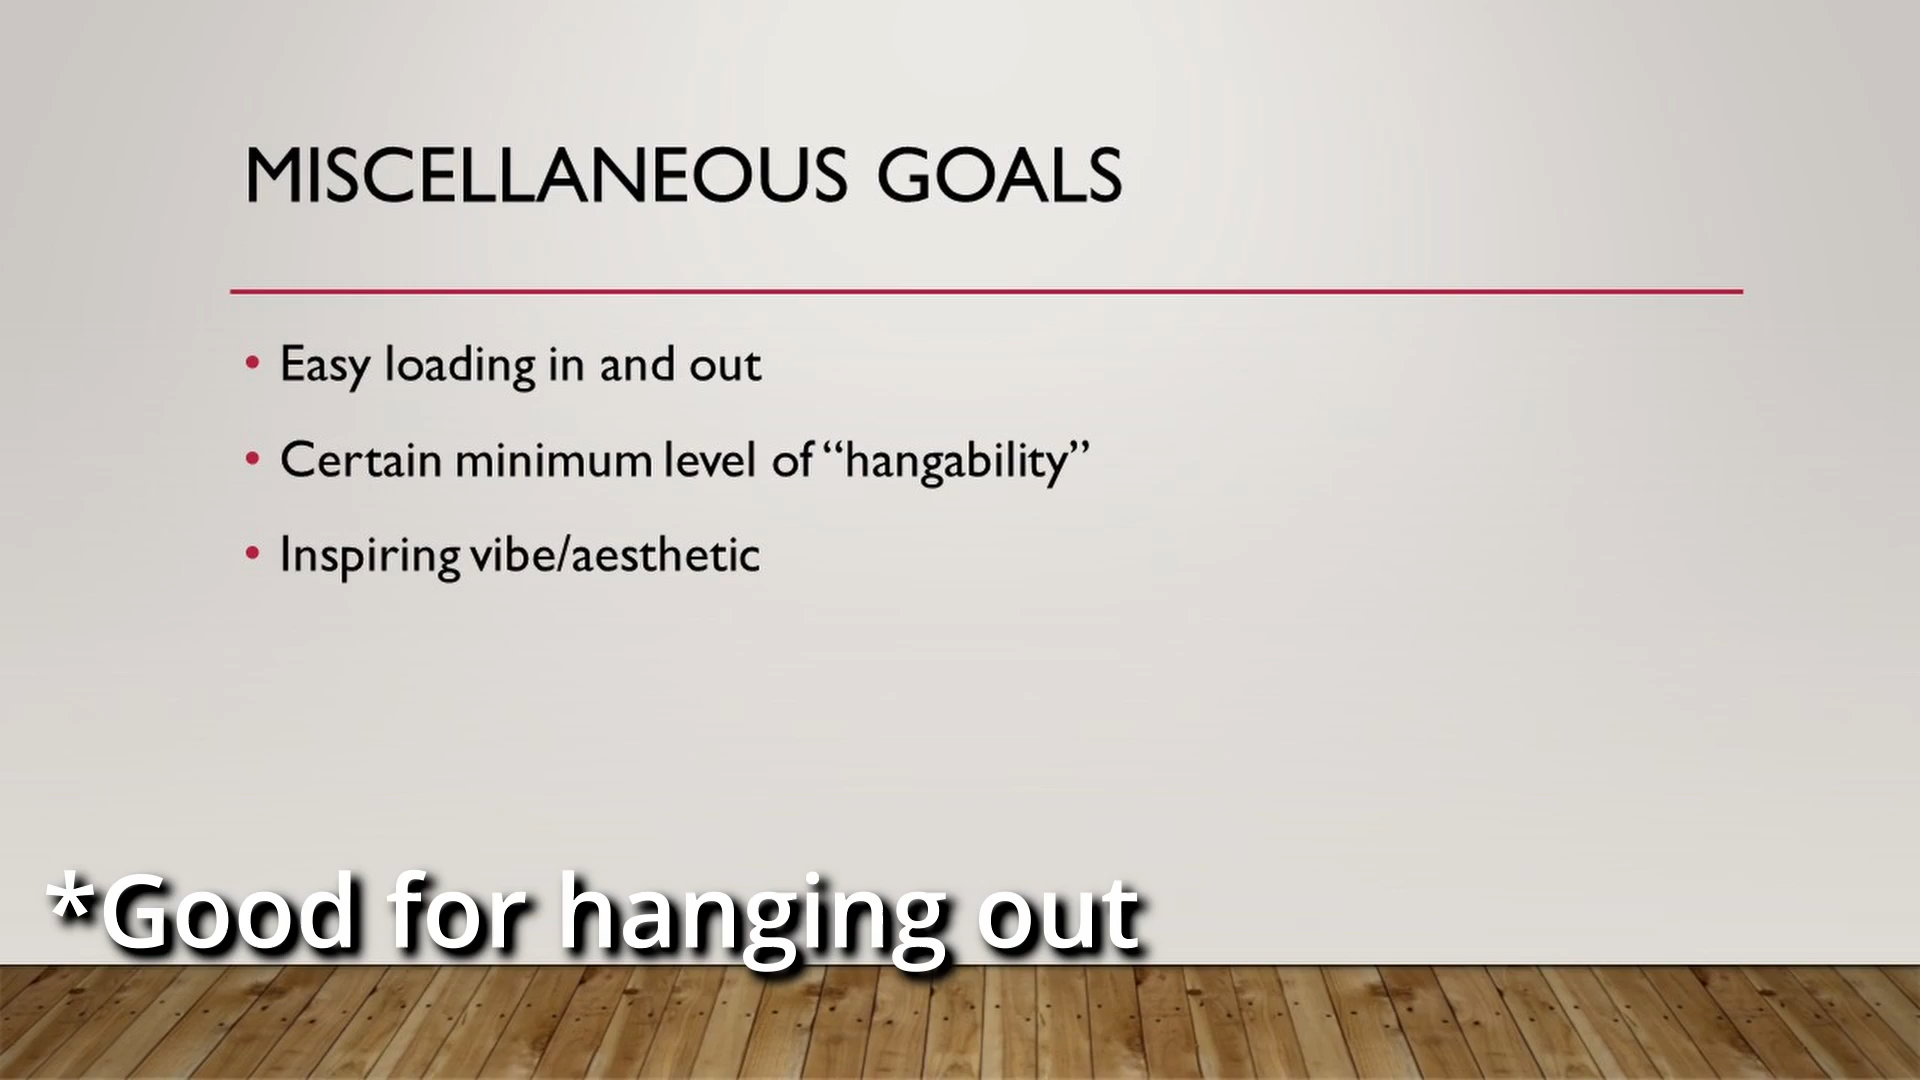 MISCELLANEOUS GOALS
• Easy loading in and out
• Certain minimum level of “hangability”
• Inspiring vibe/aesthetic
*Good for hanging out